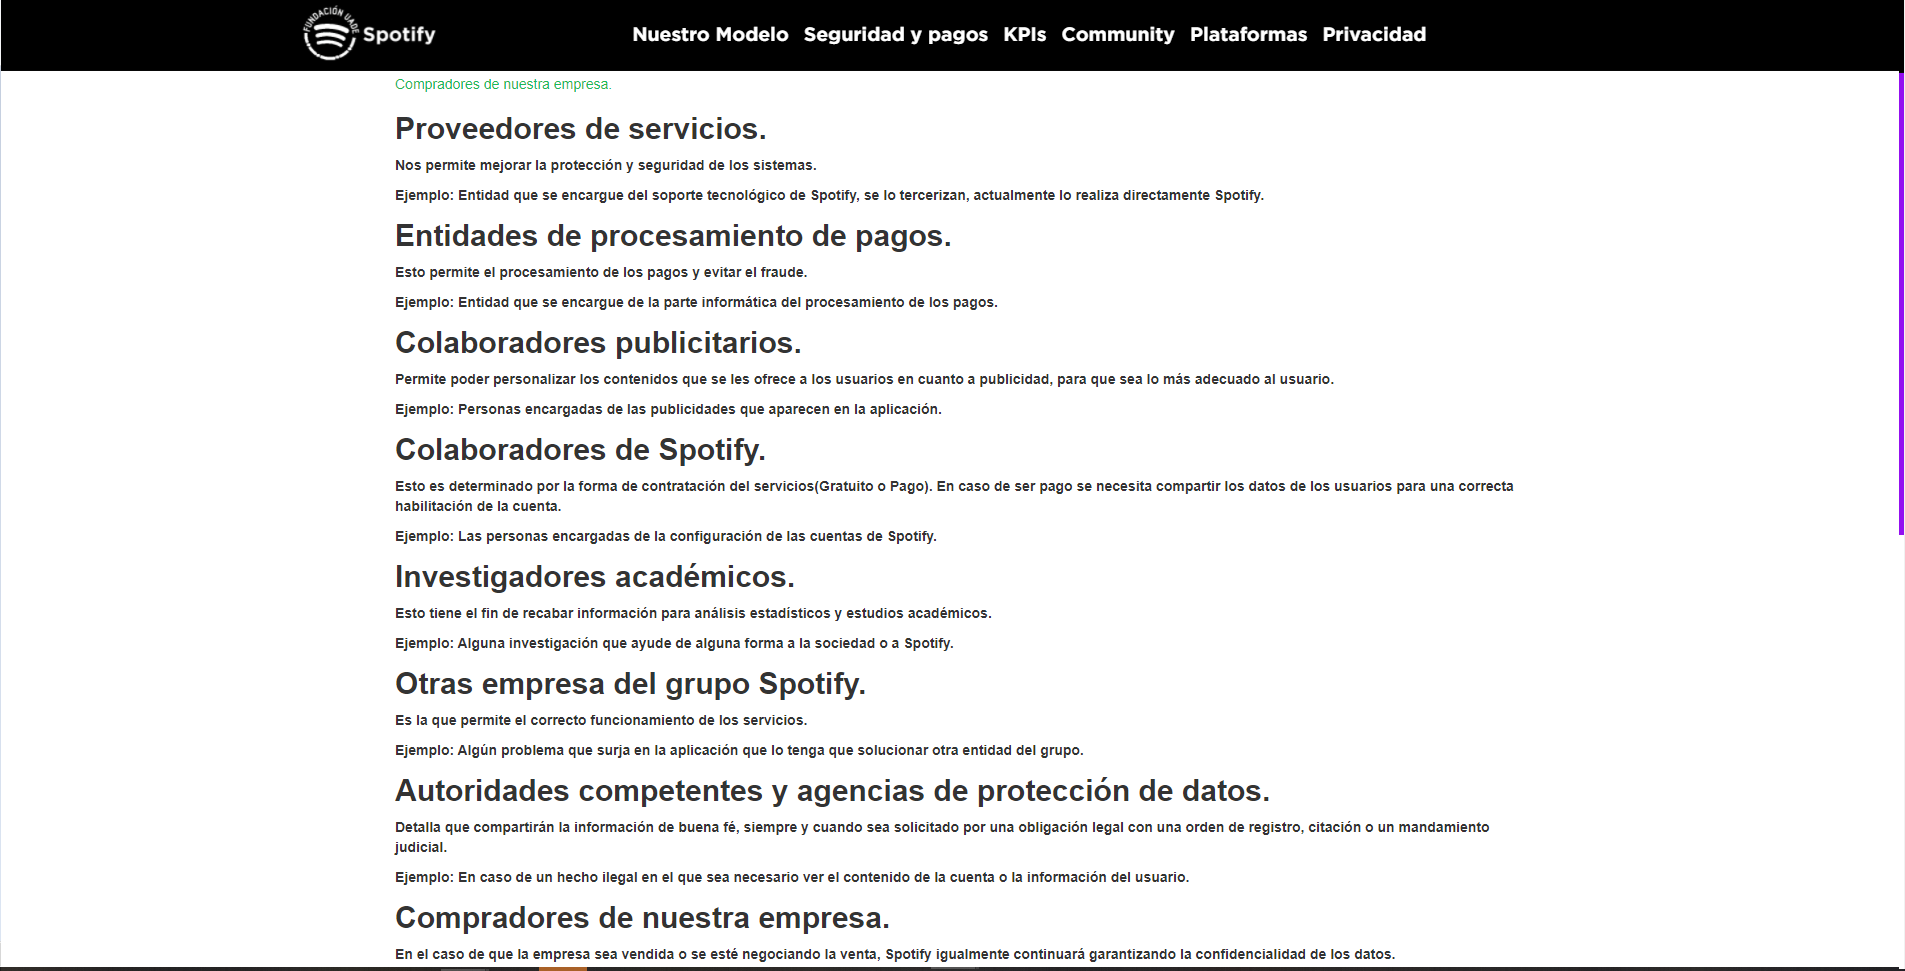 FUNDACIÓN UADE
Spotify
Nuestro Modelo Seguridad y pagos KPIs Community Plataformas Privacidad
Compradores de nuestra empresa.
Proveedores de servicios.
Nos permite mejorar la protección y seguridad de los sistemas.
Ejemplo: Entidad que se encargue del soporte tecnológico de Spotify, se lo tercerizan, actualmente lo realiza directamente Spotify.
Entidades de procesamiento de pagos.
Esto permite el procesamiento de los pagos y evitar el fraude.
Ejemplo: Entidad que se encargue de la parte informática del procesamiento de los pagos.
Colaboradores publicitarios.
Permite poder personalizar los contenidos que se les ofrece a los usuarios en cuanto a publicidad, para que sea lo más adecuado al usuario.
Ejemplo: Personas encargadas de las publicidades que aparecen en la aplicación.
Colaboradores de Spotify.
Esto es determinado por la forma de contratación del servicios(Gratuito o Pago). En caso de ser pago se necesita compartir los datos de los usuarios para una correcta
habilitación de la cuenta.
Ejemplo: Las personas encargadas de la configuración de las cuentas de Spotify.
Investigadores académicos.
Esto tiene el fin de recabar información para análisis estadísticos y estudios académicos.
Ejemplo: Alguna investigación que ayude de alguna forma a la sociedad o a Spotify.
Otras empresa del grupo Spotify.
Es la que permite el correcto funcionamiento de los servicios.
Ejemplo: Algún problema que surja en la aplicación que lo tenga que solucionar otra entidad del grupo.
Autoridades competentes y agencias de protección de datos.
Detalla que compartirán la información de buena fé, siempre y cuando sea solicitado por una obligación legal con una orden de registro, citación o un mandamiento
judicial.
Ejemplo: En caso de un hecho ilegal en el que sea necesario ver el contenido de la cuenta o la información del usuario.
Compradores de nuestra empresa.
En el caso de que la empresa sea vendida o se esté negociando la venta, Spotify igualmente continuará garantizando la confidencialidad de los datos.